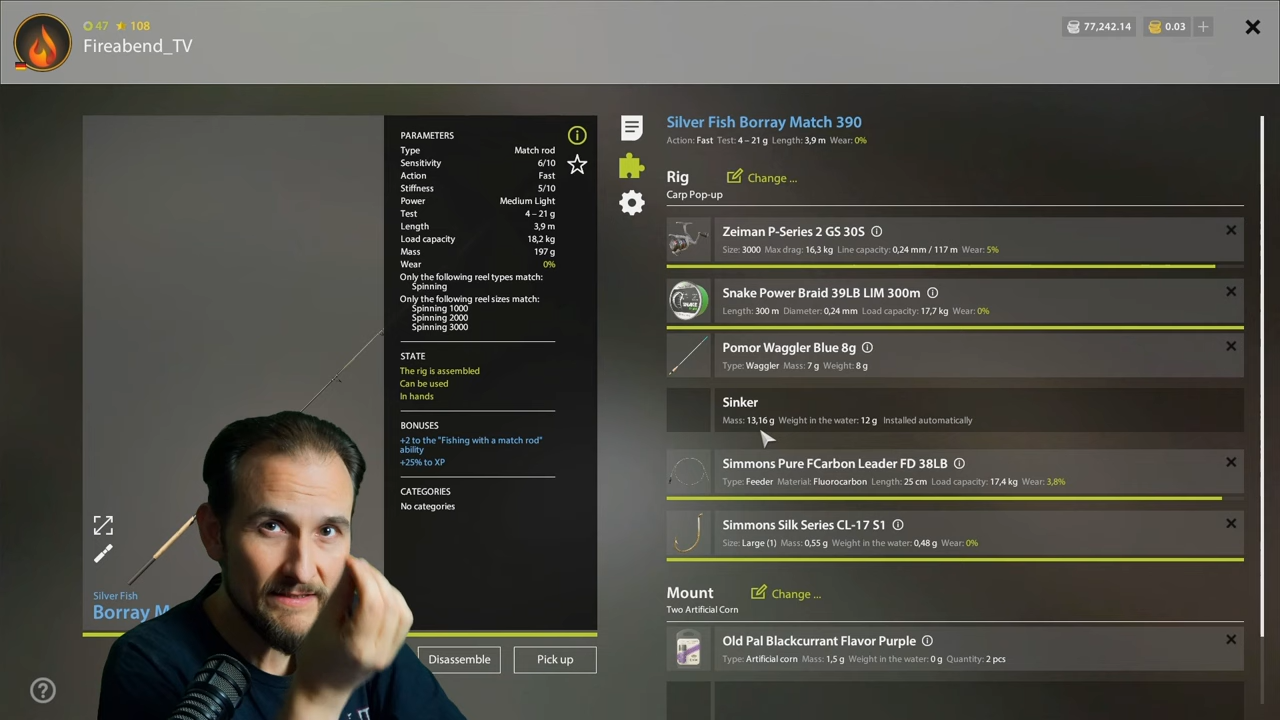 47 108
Fireabend_TV
77,242.14
0.03
PARAMETERS
Type Match rod
Sensitivity 6/10
Action Fast
Stiffness 5/10
Power Medium Light
Test 4 – 21 g
Length 3,9 m
Load capacity 18,2 kg
Mass 197 g
Wear 0%
Only the following reel types match:
Spinning
Only the following reel sizes match:
Spinning 1000
Spinning 2000
Spinning 3000
STATE
The rig is assembled
Can be used
In hands
BONUSES
+2 to the "Fishing with a match rod"
ability
+25% to XP
CATEGORIES
No categories
Silver Fish
Borray M
Disassemble
Pick up
Silver Fish Borray Match 390
Action: Fast Test: 4 – 21 g Length: 3,9 m Wear: 0%
Rig Change ...
Carp Pop-up
Zeiman P-Series 2 GS 30S
Size: 3000 Max drag: 16,3 kg Line capacity: 0,24 mm / 117 m Wear: 5%
Snake Power Braid 39LB LIM 300m
Length: 300 m Diameter: 0,24 mm Load capacity: 17,7 kg Wear: 0%
Pomor Waggler Blue 8g
Type: Waggler Mass: 7 g Weight: 8 g
Sinker
Mass: 13,16 g Weight in the water: 12 g Installed automatically
Simmons Pure FCarbon Leader FD 38LB
Type: Feeder Material: Fluorocarbon Length: 25 cm Load capacity: 17,4 kg Wear: 3,8%
Simmons Silk Series CL-17 S1
Size: Large (1) Mass: 0,55 g Weight in the water: 0,48 g Wear: 0%
Mount Change ...
Two Artificial Corn
Old Pal Blackcurrant Flavor Purple
Type: Artificial corn Mass: 1,5 g Weight in the water: 0 g Quantity: 2 pcs